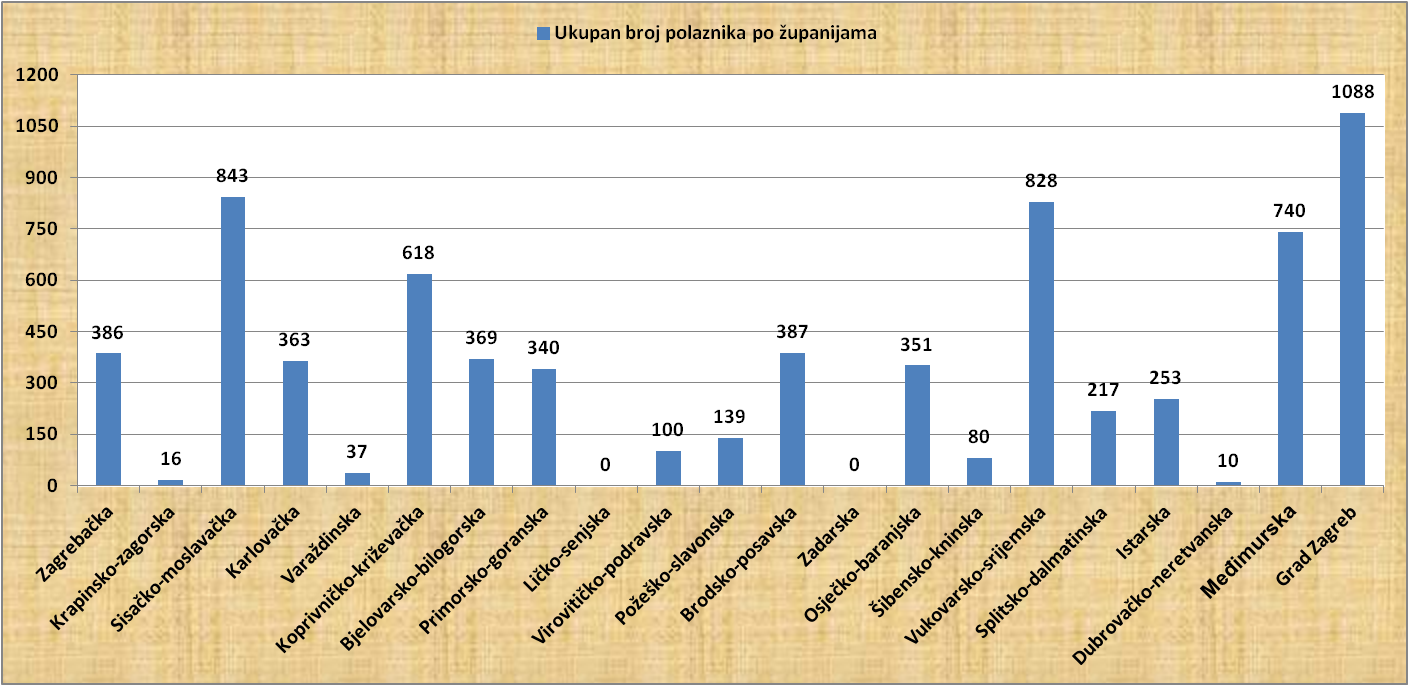 Ukupan broj polaznika po županijama
1200
1050
900
750
600
450
300
150
0
386
16
843
363
37
618
369
340
0
100
139
387
0
351
80
828
217
253
10
740
1088
Zagrebačka
Krapinsko-zagorska
Sisačko-moslavačka
Karlovačka
Varaždinska
Koprivničko-križevačka
Bjelovarsko-bilogorska
Primorsko-goranska
Ličko-senjska
Virovitičko-podravska
Požeško-slavonska
Brodsko-posavska
Zadarska
Osječko-baranjska
Šibensko-kninska
Vukovarsko-srijemska
Splitsko-dalmatinska
Istarska
Dubrovačko-neretvanska
Međimurska
Grad Zagreb